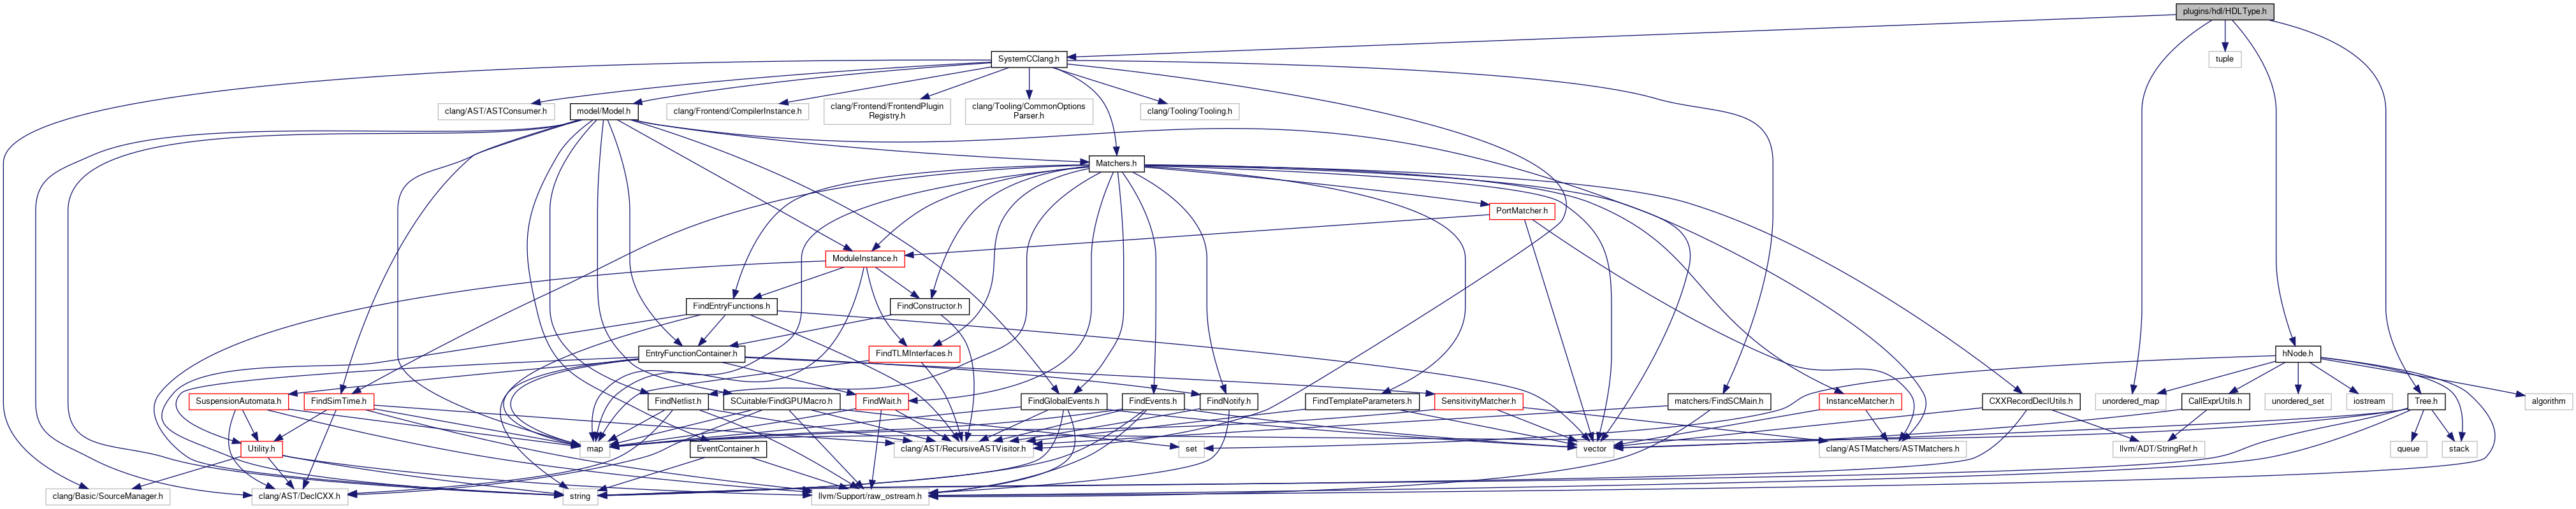 plugins/hdl/HDLType.h
SystemCClang.h
tuple
clang/AST/ASTConsumer.h
model/Model.h
clang/Frontend/CompilerInstance.h
clang/Frontend/FrontendPlugin
Registry.h
clang/Tooling/CommonOptions
Parser.h
clang/Tooling/Tooling.h
Matchers.h
PortMatcher.h
ModuleInstance.h
FindEntryFunctions.h
FindConstructor.h
EntryFunctionContainer.h
FindTLMInterfaces.h
hNode.h
SuspensionAutomata.h
FindSimTime.h
FindNetlist.h
SCuitable/FindGPUMacro.h
FindWait.h
FindGlobalEvents.h
FindEvents.h
FindNotify.h
FindTemplateParameters.h
SensitivityMatcher.h
matchers/FindSCMain.h
InstanceMatcher.h
CXXRecordDeclUtils.h
unordered_map
CallExprUtils.h
unordered_set
iostream
Tree.h
algorithm
Utility.h
map
EventContainer.h
clang/AST/RecursiveASTVisitor.h
set
vector
clang/ASTMatchers/ASTMatchers.h
llvm/ADT/StringRef.h
queue
stack
clang/Basic/SourceManager.h
clang/AST/DeclCXX.h
string
llvm/Support/raw_ostream.h